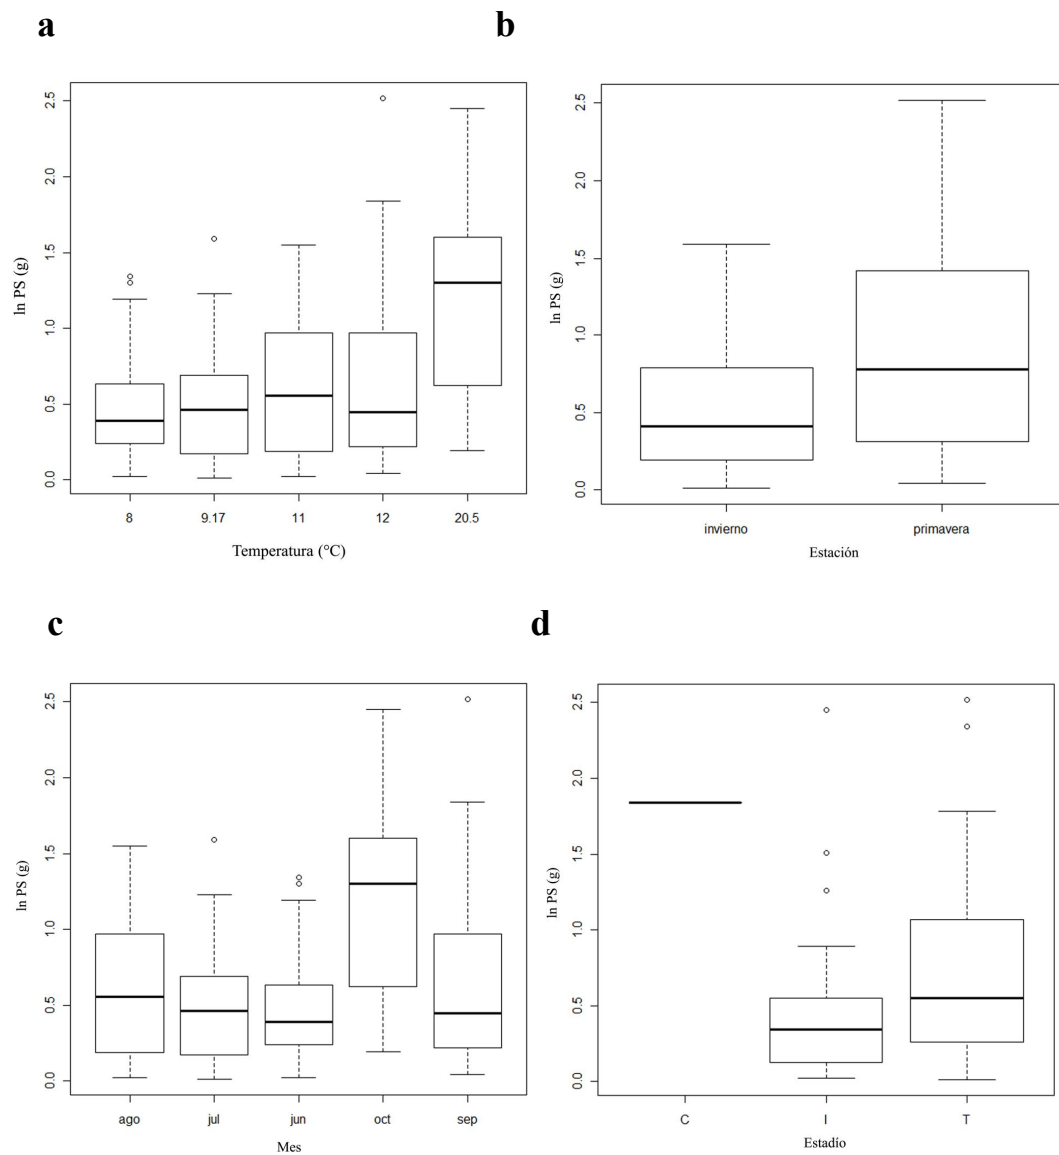 a
b
2.5
2.0
1.5
1.0
0.5
0.0
ln PS (g)
8 9.17 11 12 20.5
Temperatura (°C)
2.5
2.0
1.5
1.0
0.5
0.0
ln PS (g)
invierno primavera
Estación
c
d
2.5
2.0
1.5
1.0
0.5
0.0
ln PS (g)
ago jul jun oct sep
Mes
2.5
2.0
1.5
1.0
0.5
0.0
ln PS (g)
C I T
Estadío